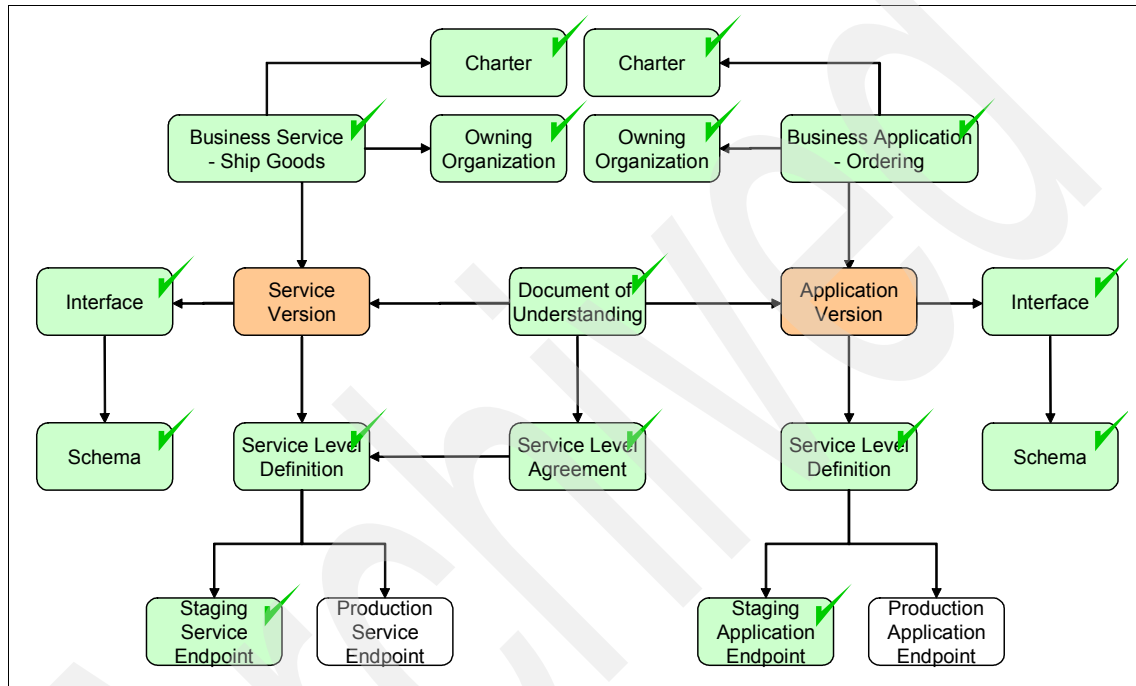 Charter
Charter
Business Service
- Ship Goods
Owning
Organization
Owning
Organization
Business Application
- Ordering
Interface
Service
Version
Document of
Understanding
Application
Version
Interface
Schema
Service Level
Definition
Service Level
Agreement
Service Level
Definition
Schema
Staging
Service
Endpoint
Production
Service
Endpoint
Staging
Application
Endpoint
Production
Application
Endpoint
Archived